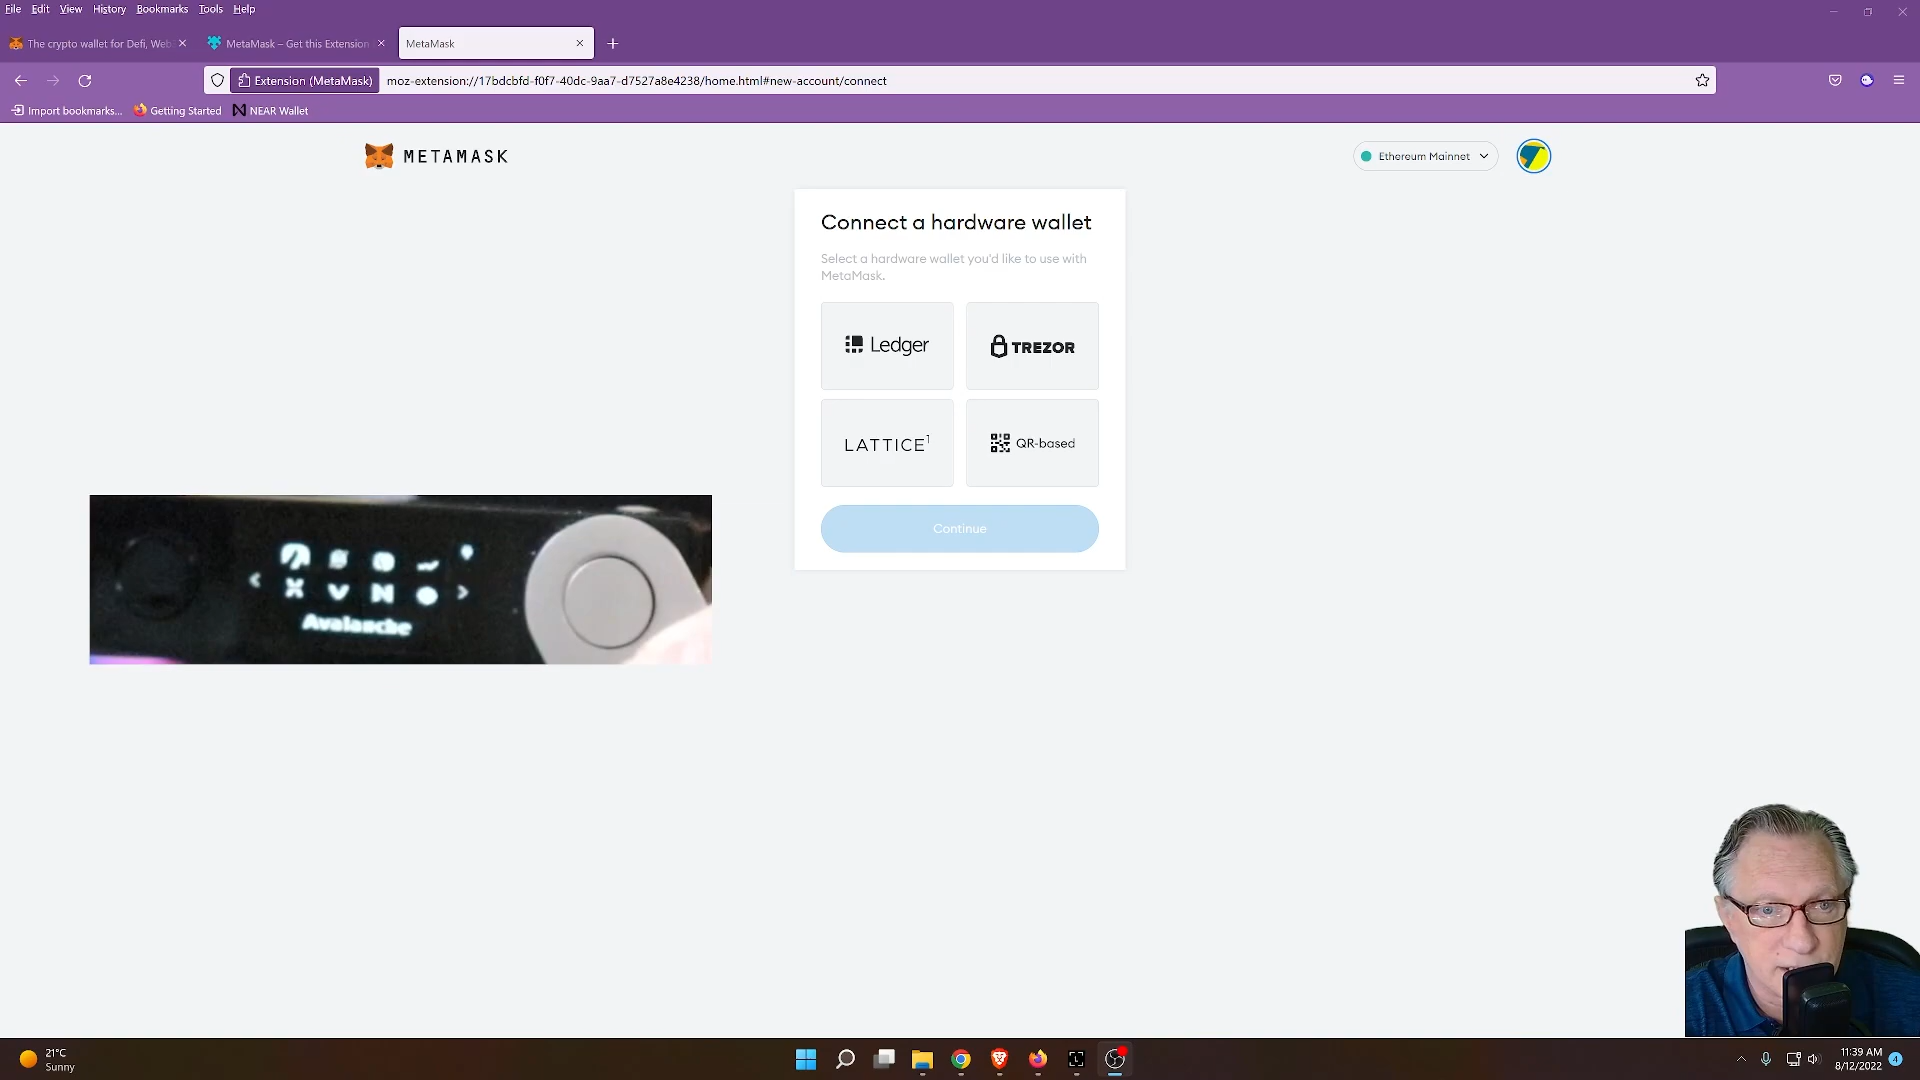 File Edit View History Bookmarks Tools Help
The crypto wallet for Defi, Web
MetaMask – Get this Extension
MetaMask
Extension (MetaMask)
moz-extension://17bdcbfd-f0f7-40dc-9aa7-d7527a8e4238/home.html#new-account/connect
Import bookmarks...
Getting Started
NEAR Wallet
METAMASK
Ethereum Mainnet
Connect a hardware wallet
Select a hardware wallet you'd like to use with
MetaMask.
Ledger
TREZOR
LATTICE1
QR-based
Continue
Avalanche
21°C
Sunny
11:39 AM
8/12/2022
4